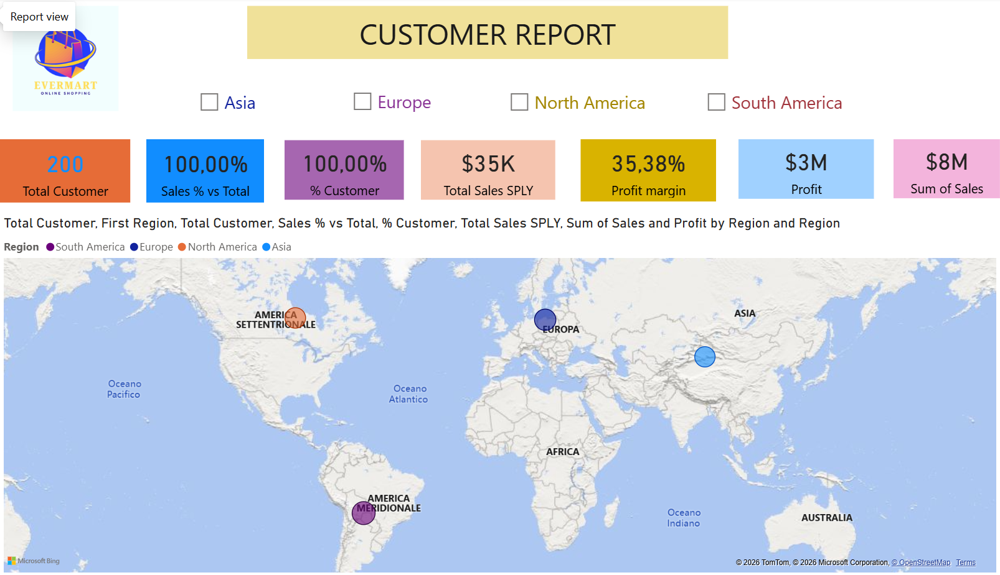 Report view
EVERMART
ONLINE SHOPPING
CUSTOMER REPORT
Asia
Europe
North America
South America
200
Total Customer
100,00%
Sales % vs Total
100,00%
% Customer
$35K
Total Sales SPLY
35,38%
Profit margin
$3M
Profit
$8M
Sum of Sales
Total Customer, First Region, Total Customer, Sales % vs Total, % Customer, Total Sales SPLY, Sum of Sales and Profit by Region and Region
Region South America Europe North America Asia
AMERICA
SETTENTRIONALE
EUROPA
ASIA
Oceano
Pacifico
Oceano
Atlantico
AFRICA
AMERICA
MERIDIONALE
Oceano
Indiano
AUSTRALIA
Microsoft Bing
© 2026 TomTom, © 2026 Microsoft Corporation, © OpenStreetMap Terms